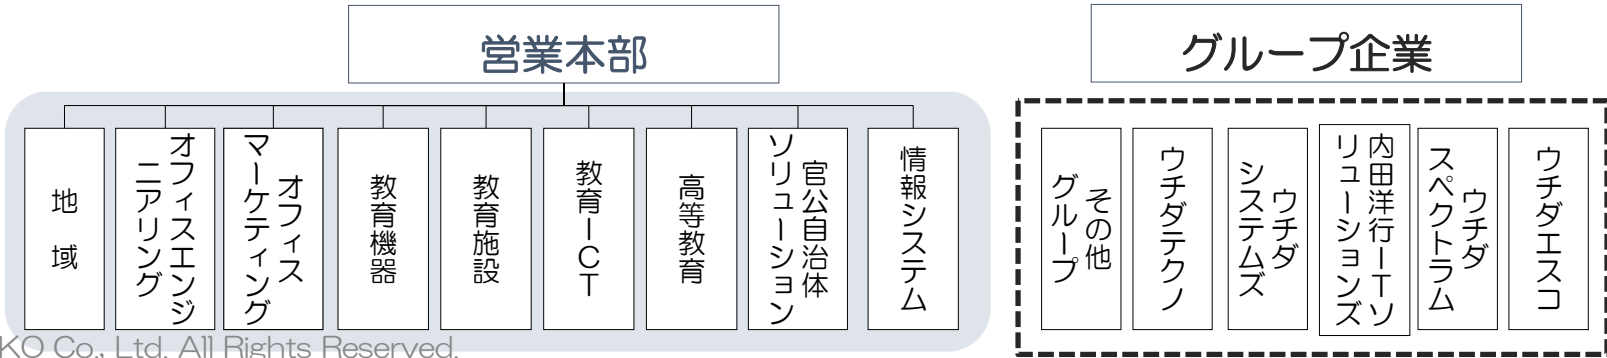 営業本部
グループ企業
地域
オフィスエンジ
ニアリング
オフィス
マーケティング
教育機器
教育施設
教育ICT
高等教育
官公自治体
ソリューション
情報システム
その他
グループ
ウチダテクノ
ウチダ
システムズ
内田洋行ITソ
リューションズ
ウチダ
スペクトラム
ウチダエスコ
KO Co., Ltd. All Rights Reserved.